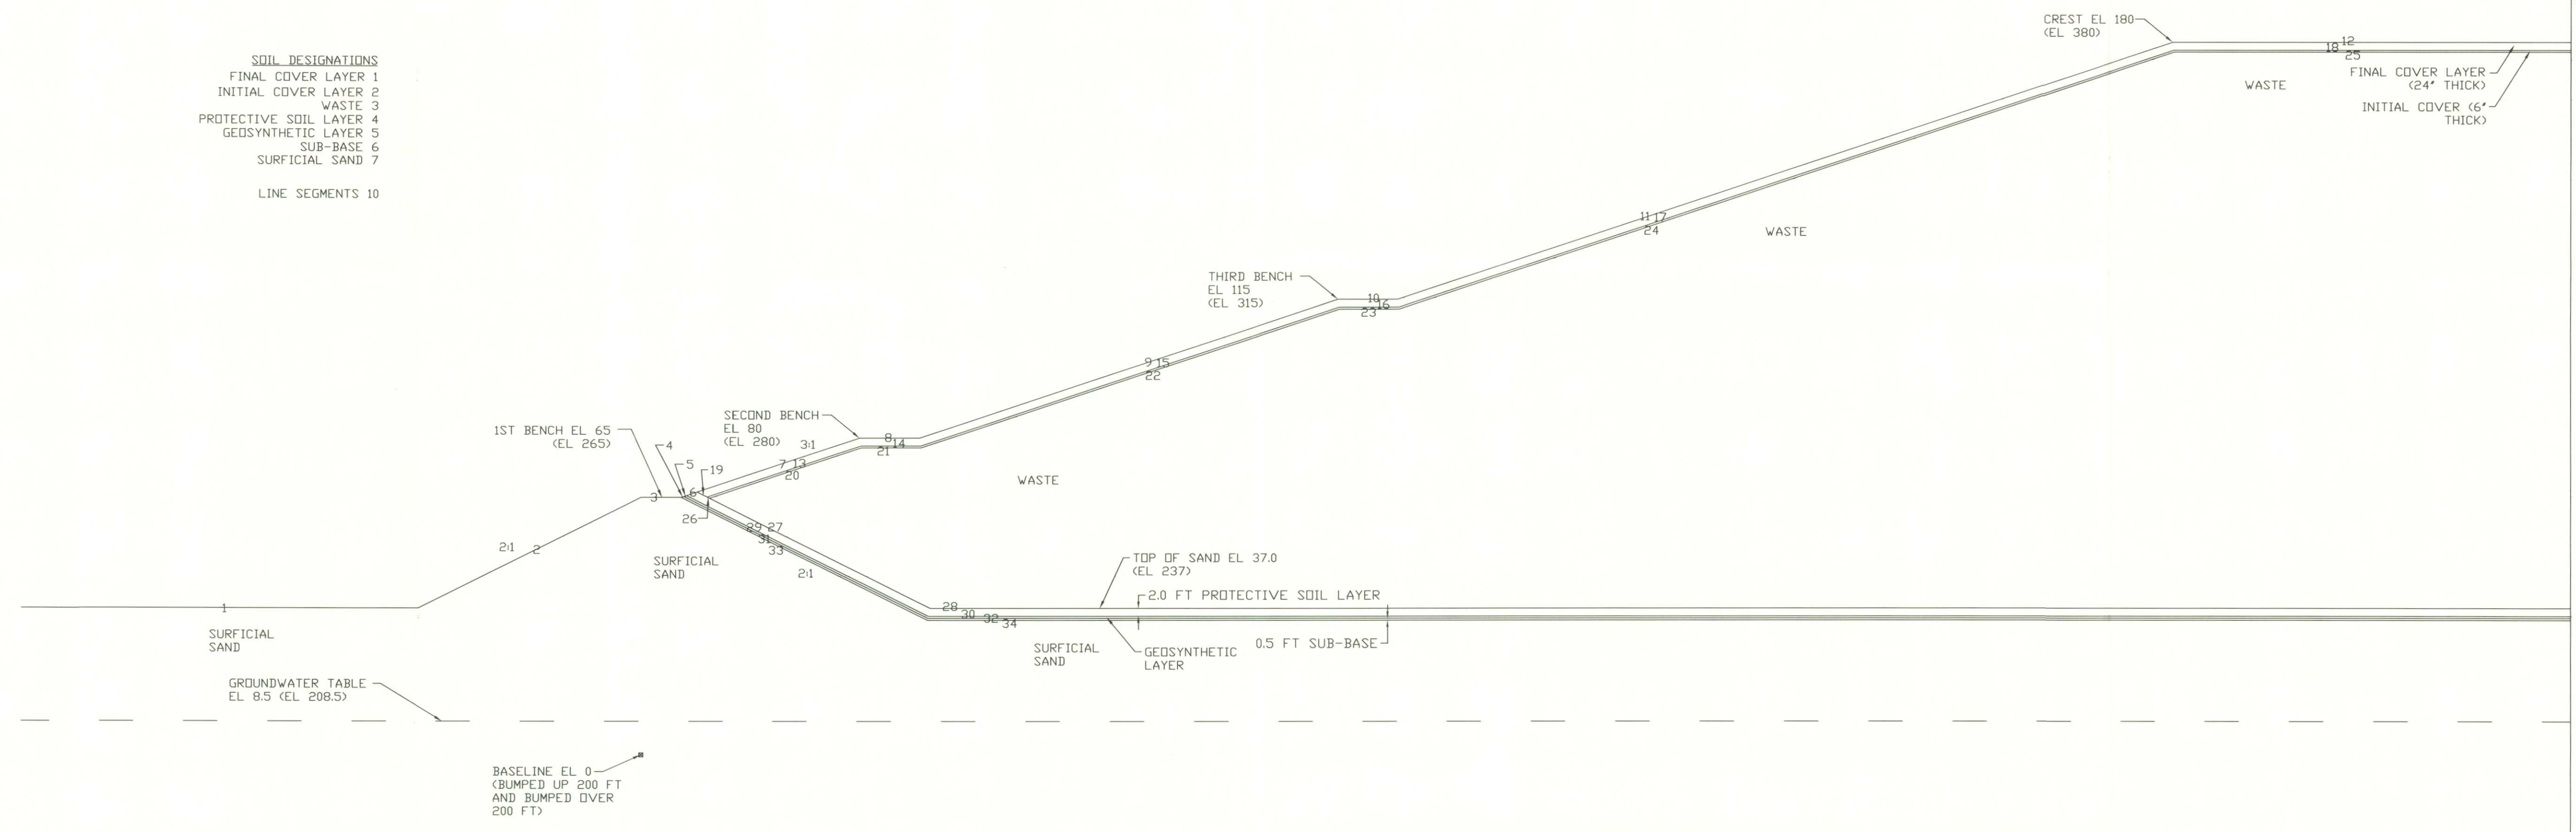 SOIL DESIGNATIONS
FINAL COVER LAYER 1
INITIAL COVER LAYER 2
WASTE 3
PROTECTIVE SOIL LAYER 4
GEOSYNTHETIC LAYER 5
SUB-BASE 6
SURFICIAL SAND 7
LINE SEGMENTS 10
CREST EL 180
(EL 380)
12
18
25
FINAL COVER LAYER
(24" THICK)
WASTE
INITIAL COVER (6"
THICK)
11 17
24
WASTE
THIRD BENCH
EL 115
(EL 315)
10
16
23
9 15
22
SECOND BENCH
EL 80
(EL 280)
3:1
8
14
21
1ST BENCH EL 65
(EL 265)
4
5
19
7 13
20
WASTE
6
3
26
29 27
31
33
2:1
2:1
2
SURFICIAL
SAND
TOP OF SAND EL 37.0
(EL 237)
2.0 FT PROTECTIVE SOIL LAYER
1
28
30
32
34
SURFICIAL
SAND
SURFICIAL
SAND
GEOSYNTHETIC
LAYER
0.5 FT SUB-BASE
GROUNDWATER TABLE
EL 8.5 (EL 208.5)
BASELINE EL 0
(BUMPED UP 200 FT
AND BUMPED OVER
200 FT)